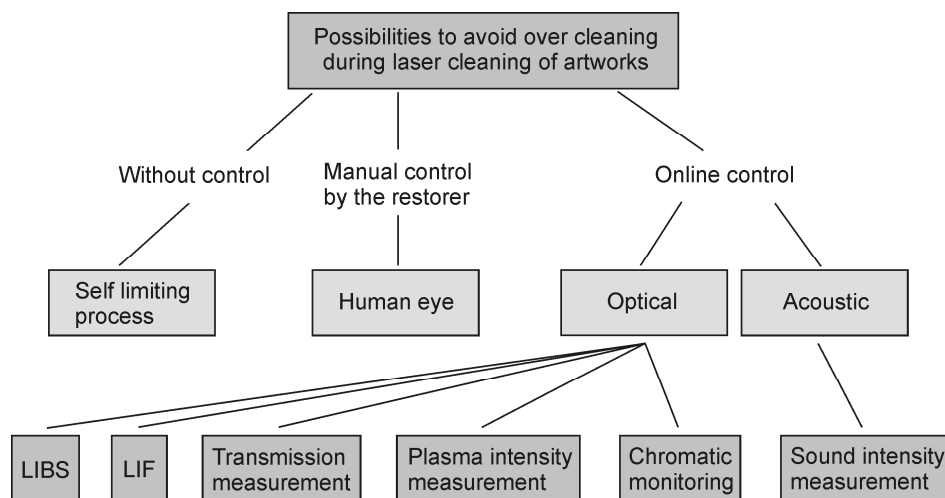 Possibilities to avoid over cleaning
during laser cleaning of artworks
Without control
Manual control
by the restorer
Online control
Self limiting
process
Human eye
Optical
Acoustic
LIBS
LIF
Transmission
measurement
Plasma intensity
measurement
Chromatic
monitoring
Sound intensity
measurement